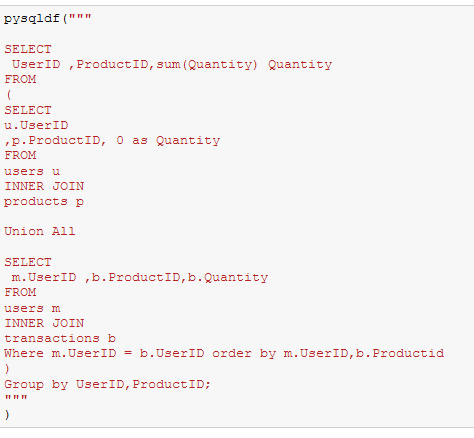 pysqldf("""
SELECT
UserID ,ProductID,sum(Quantity) Quantity
FROM
(
SELECT
u.UserID
,p.ProductID, 0 as Quantity
FROM
users u
INNER JOIN
products p
Union All
SELECT
m.UserID ,b.ProductID,b.Quantity
FROM
users m
INNER JOIN
transactions b
Where m.UserID = b.UserID order by m.UserID,b.Productid
)
Group by UserID,ProductID;
"""
)